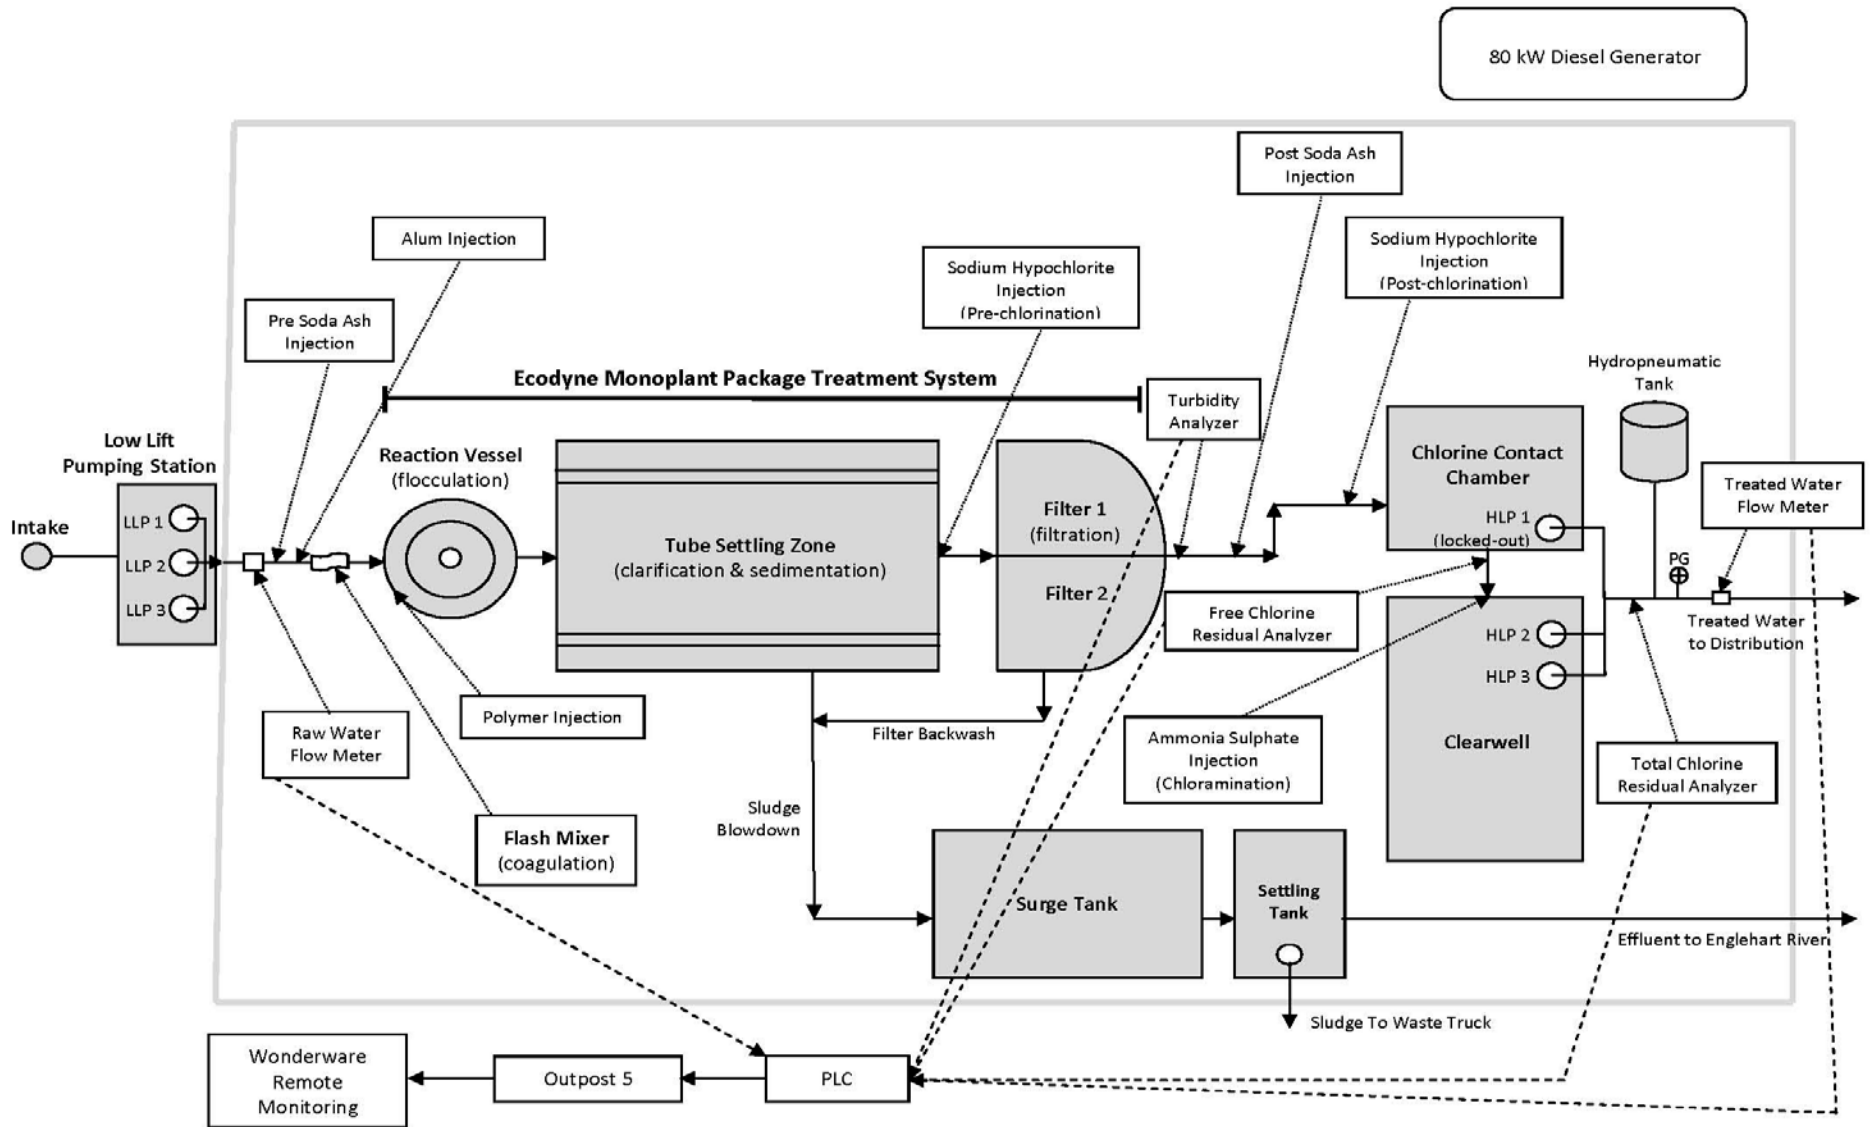 80 kW Diesel Generator
Post Soda Ash
Injection
Alum Injection
Sodium Hypochlorite
Injection
(Post-chlorination)
Sodium Hypochlorite
Injection
(Pre-chlorination)
Pre Soda Ash
Injection
Ecodyne Monoplant Package Treatment System
Hydropneumatic
Tank
Turbidity
Analyzer
Low Lift
Pumping Station
Reaction Vessel
(flocculation)
Chlorine Contact
Chamber
Treated Water
Flow Meter
Intake
LLP 1
LLP 2
LLP 3
Tube Settling Zone
(clarification & sedimentation)
Filter 1
(filtration)
Filter 2
HLP 1
(locked-out)
PG
Free Chlorine
Residual Analyzer
HLP 2
HLP 3
Treated Water
to Distribution
Polymer Injection
Raw Water
Flow Meter
Filter Backwash
Ammonia Sulphate
Injection
(Chloramination)
Clearwell
Total Chlorine
Residual Analyzer
Sludge
Blowdown
Flash Mixer
(coagulation)
Surge Tank
Settling
Tank
Effluent to Englehart River
Sludge To Waste Truck
Wonderware
Remote
Monitoring
Outpost 5
PLC